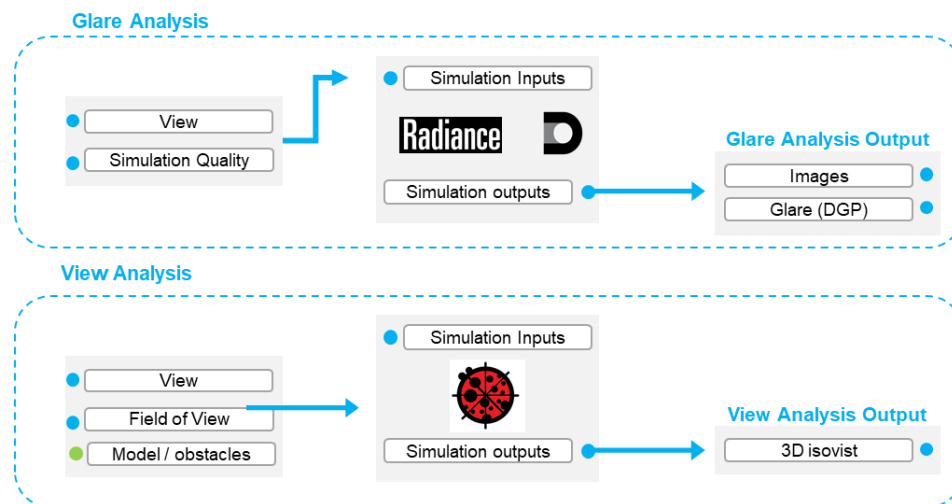 Glare Analysis
View
Simulation Quality
Simulation Inputs
Radiance
Simulation outputs
Glare Analysis Output
Images
Glare (DGP)
View Analysis
View
Field of View
Model / obstacles
Simulation Inputs
Simulation outputs
View Analysis Output
3D isovist